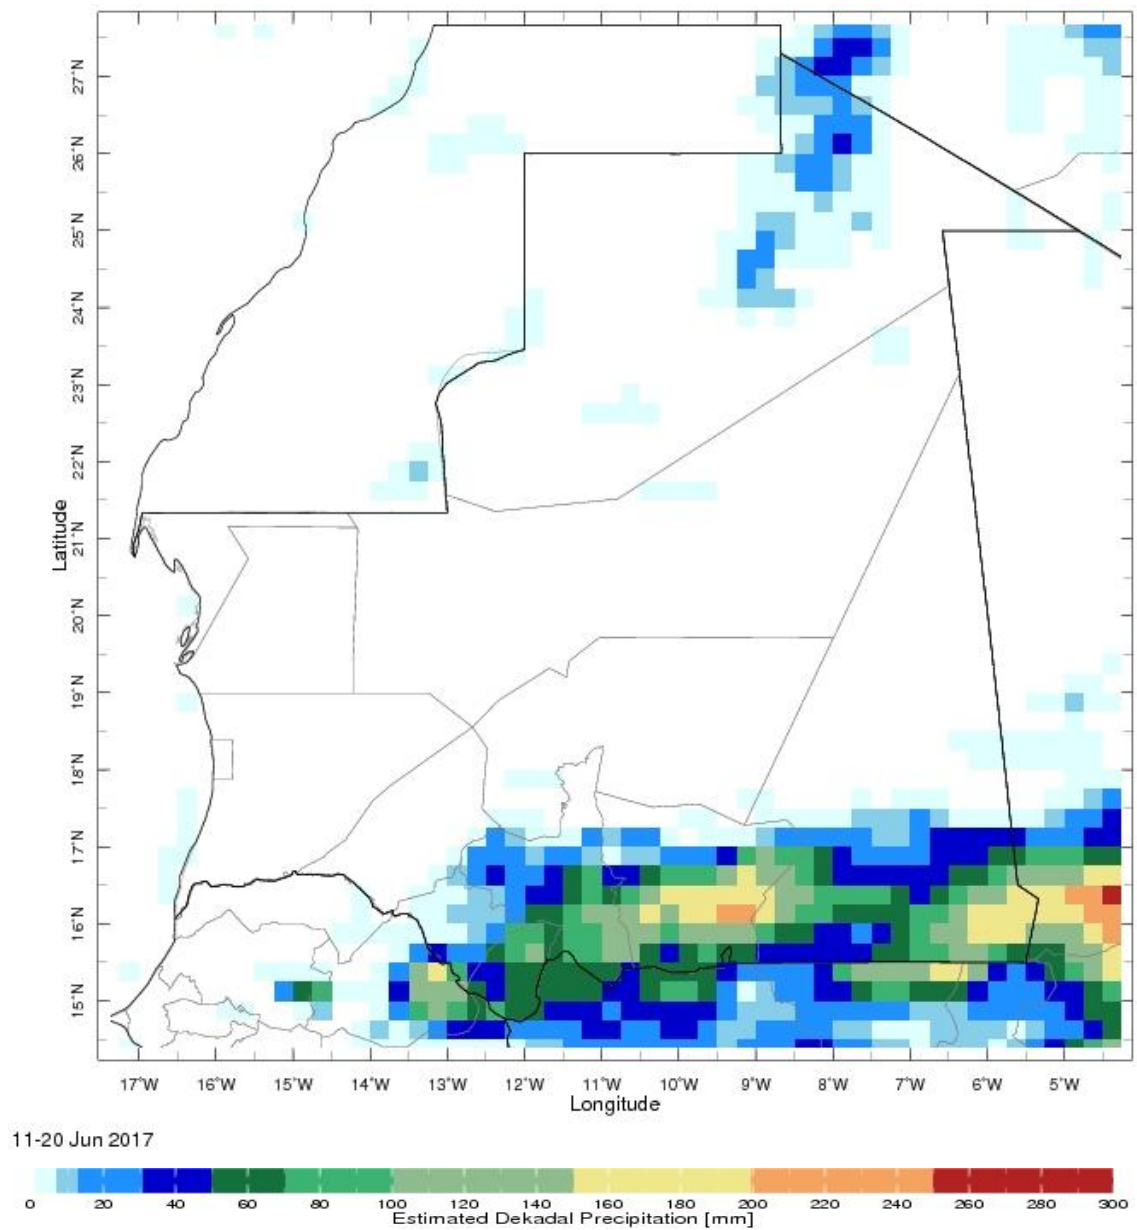 27°N
26°N
25°N
24°N
23°N
22°N
21°N
20°N
19°N
18°N
17°N
16°N
15°N
Latitude
17°W 16°W 15°W 14°W 13°W 12°W 11°W 10°W 9°W 8°W 7°W 6°W 5°W
Longitude
11-20 Jun 2017
0 20 40 60 80 100 120 140 160 180 200 220 240 260 280 300
Estimated Dekadal Precipitation [mm]